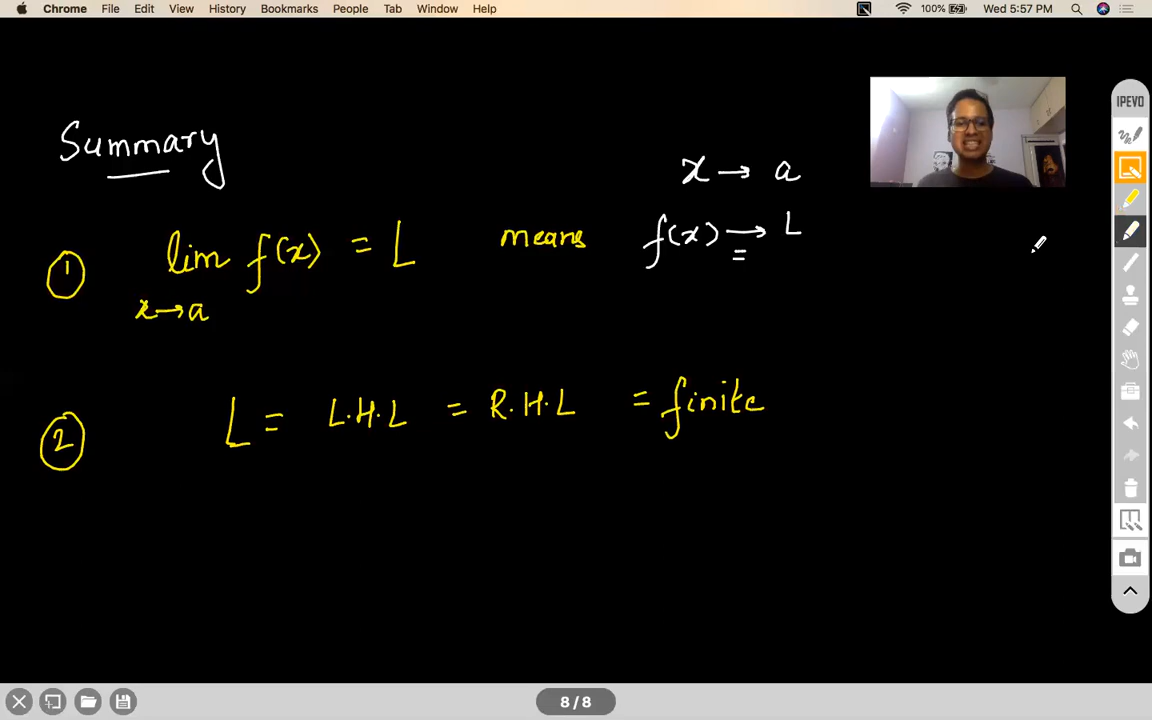 Chrome File Edit View History Bookmarks People Tab Window Help 100% Wed 5:57 PM
Summary
x → a
① lim f(x) = L means f(x) → L
=
x→a
② L = L.H.L = R.H.L = finite
IPEVO
8 / 8